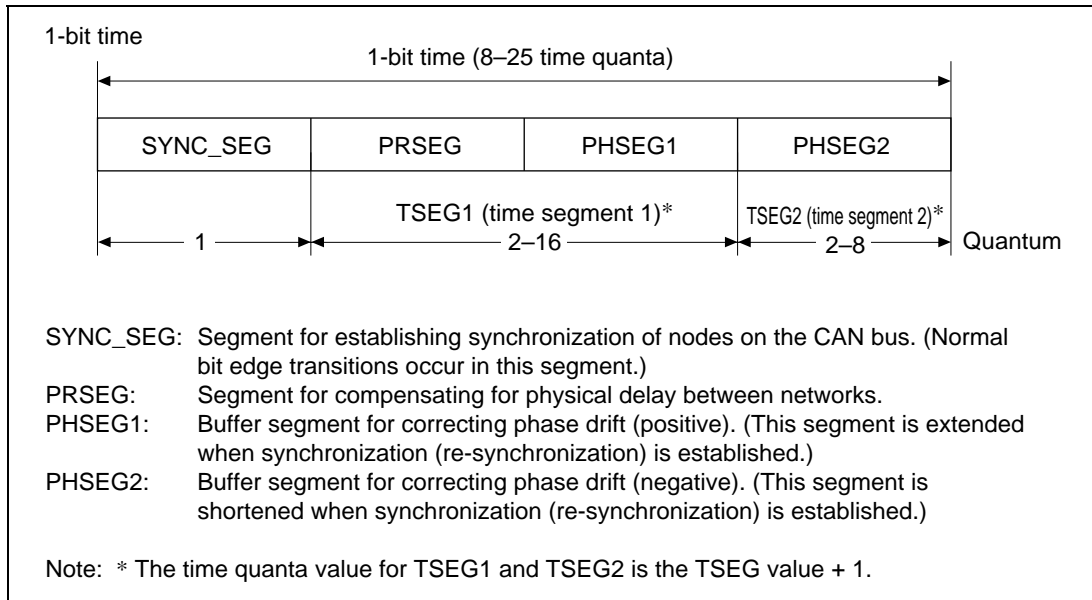 1-bit time
1-bit time (8–25 time quanta)
SYNC_SEG PRSEG PHSEG1 PHSEG2
TSEG1 (time segment 1)* TSEG2 (time segment 2)*
1 2–16 2–8 Quantum
SYNC_SEG: Segment for establishing synchronization of nodes on the CAN bus. (Normal
bit edge transitions occur in this segment.)
PRSEG: Segment for compensating for physical delay between networks.
PHSEG1: Buffer segment for correcting phase drift (positive). (This segment is extended
when synchronization (re-synchronization) is established.)
PHSEG2: Buffer segment for correcting phase drift (negative). (This segment is
shortened when synchronization (re-synchronization) is established.)
Note: * The time quanta value for TSEG1 and TSEG2 is the TSEG value + 1.